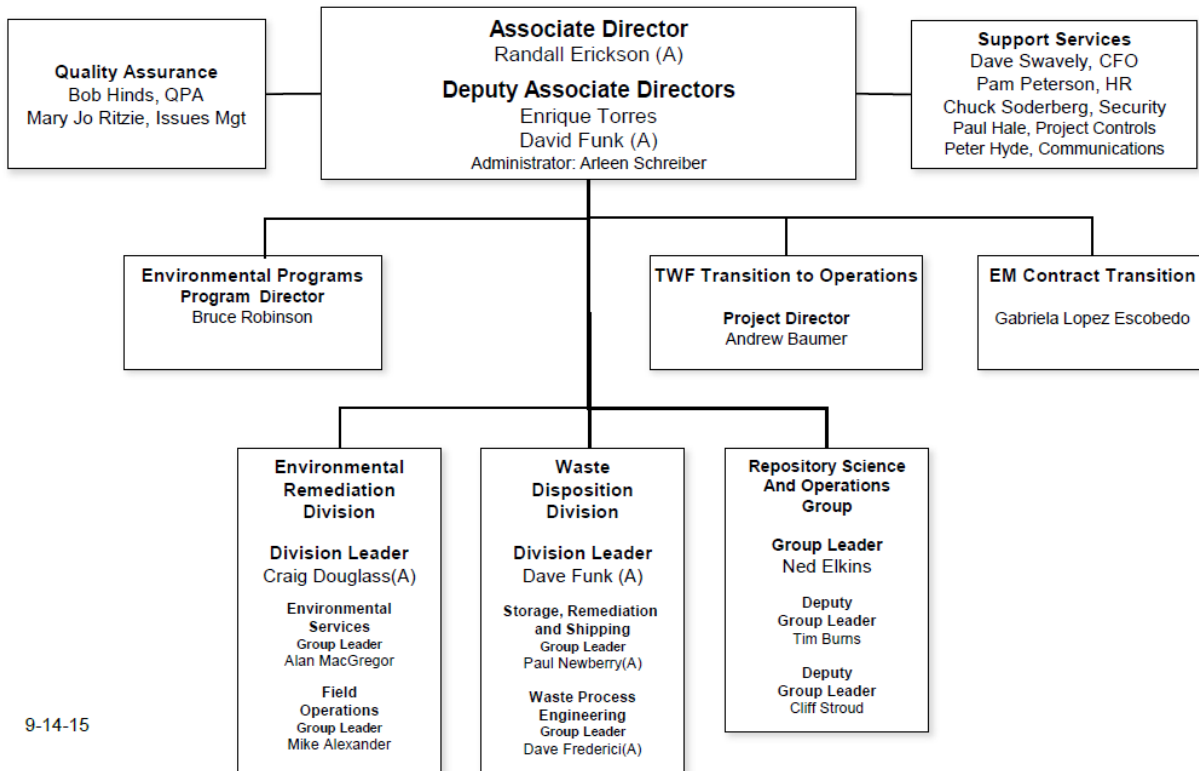 Quality Assurance
Bob Hinds, QPA
Mary Jo Ritzie, Issues Mgt
Associate Director
Randall Erickson (A)
Deputy Associate Directors
Enrique Torres
David Funk (A)
Administrator: Arleen Schreiber
Support Services
Dave Swavely, CFO
Pam Peterson, HR
Chuck Soderberg, Security
Paul Hale, Project Controls
Peter Hyde, Communications
Environmental Programs
Program Director
Bruce Robinson
TWF Transition to Operations
Project Director
Andrew Baumer
EM Contract Transition
Gabriela Lopez Escobedo
Environmental
Remediation
Division
Division Leader
Craig Douglass(A)
Environmental
Services
Group Leader
Alan MacGregor
Field
Operations
Group Leader
Mike Alexander
Waste
Disposition
Division
Division Leader
Dave Funk (A)
Storage, Remediation
and Shipping
Group Leader
Paul Newberry(A)
Waste Process
Engineering
Group Leader
Dave Frederici(A)
Repository Science
And Operations
Group
Group Leader
Ned Elkins
Deputy
Group Leader
Tim Burns
Deputy
Group Leader
Cliff Stroud
9-14-15